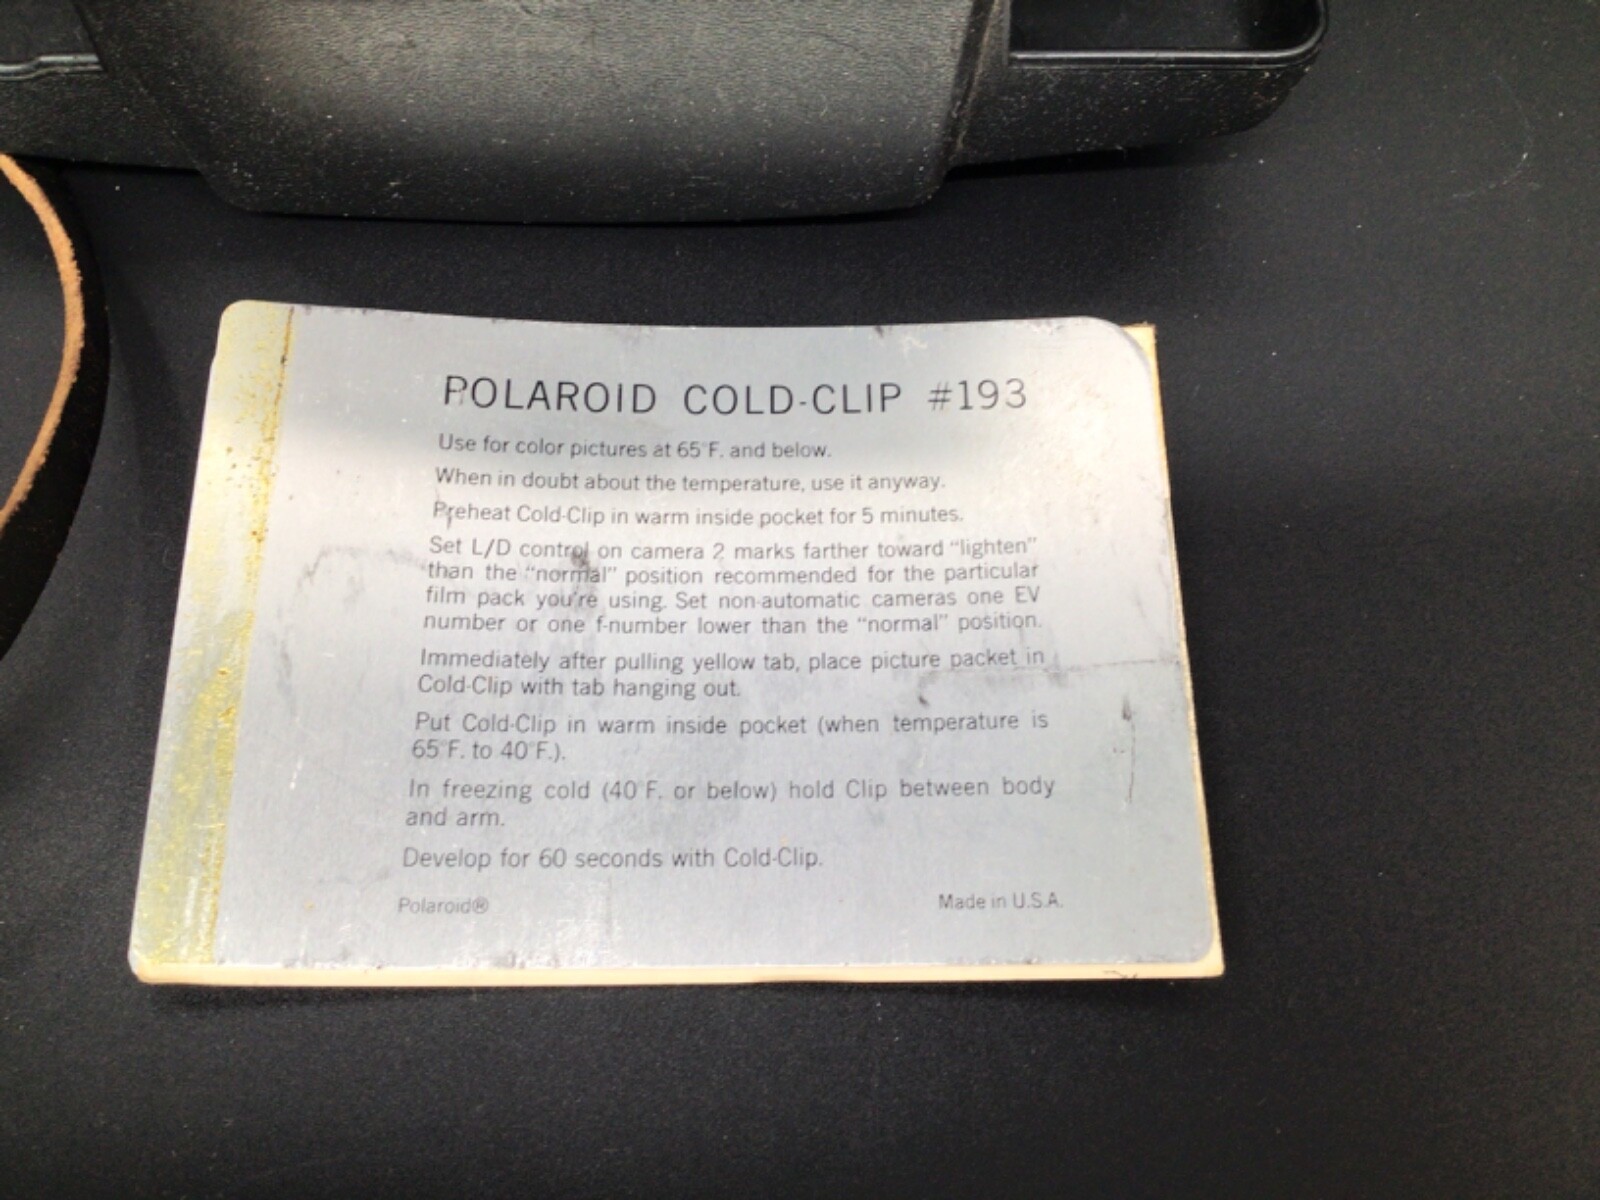 POLAROID COLD-CLIP #193
Use for color pictures at 65°F. and below.
When in doubt about the temperature, use it anyway.
Preheat Cold-Clip in warm inside pocket for 5 minutes.
Set L/D control on camera 2 marks farther toward "lighten"
than the "normal" position recommended for the particular
film pack you're using. Set non-automatic cameras one EV
number or one f-number lower than the "normal" position.
Immediately after pulling yellow tab, place picture packet in
Cold-Clip with tab hanging out.
Put Cold-Clip in warm inside pocket (when temperature is
65°F. to 40°F.).
In freezing cold (40°F. or below) hold Clip between body
and arm.
Develop for 60 seconds with Cold-Clip.
Polaroid® Made in U.S.A.